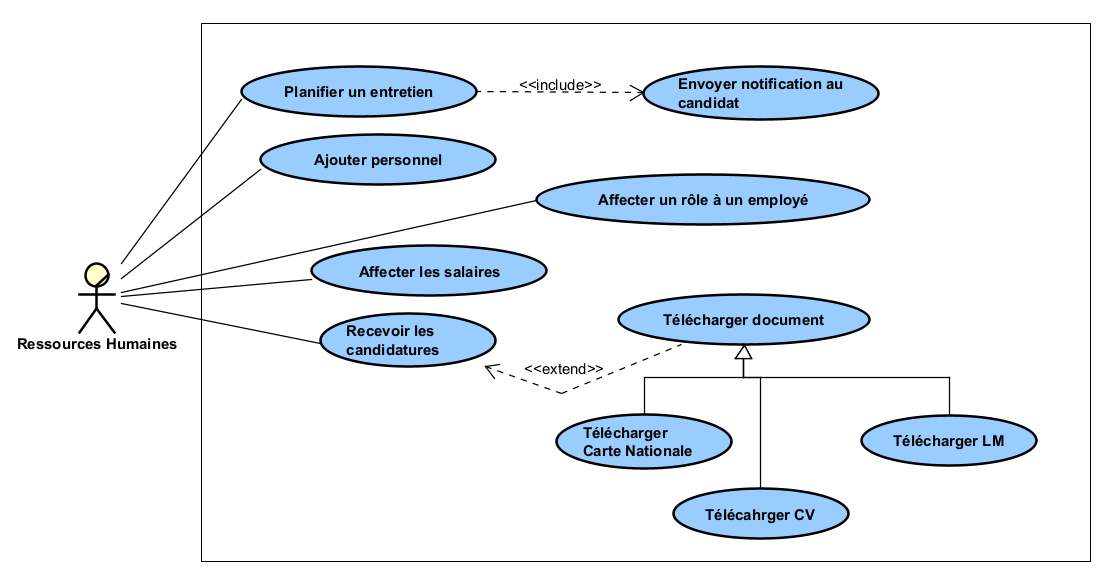 Planifier un entretien
<<include>>
Envoyer notification au
candidat
Ajouter personnel
Affecter un rôle à un employé
Affecter les salaires
Ressources Humaines
Recevoir les
candidatures
Télécharger document
<<extend>>
Télécharger
Carte Nationale
Télécharger LM
Télécahrger CV